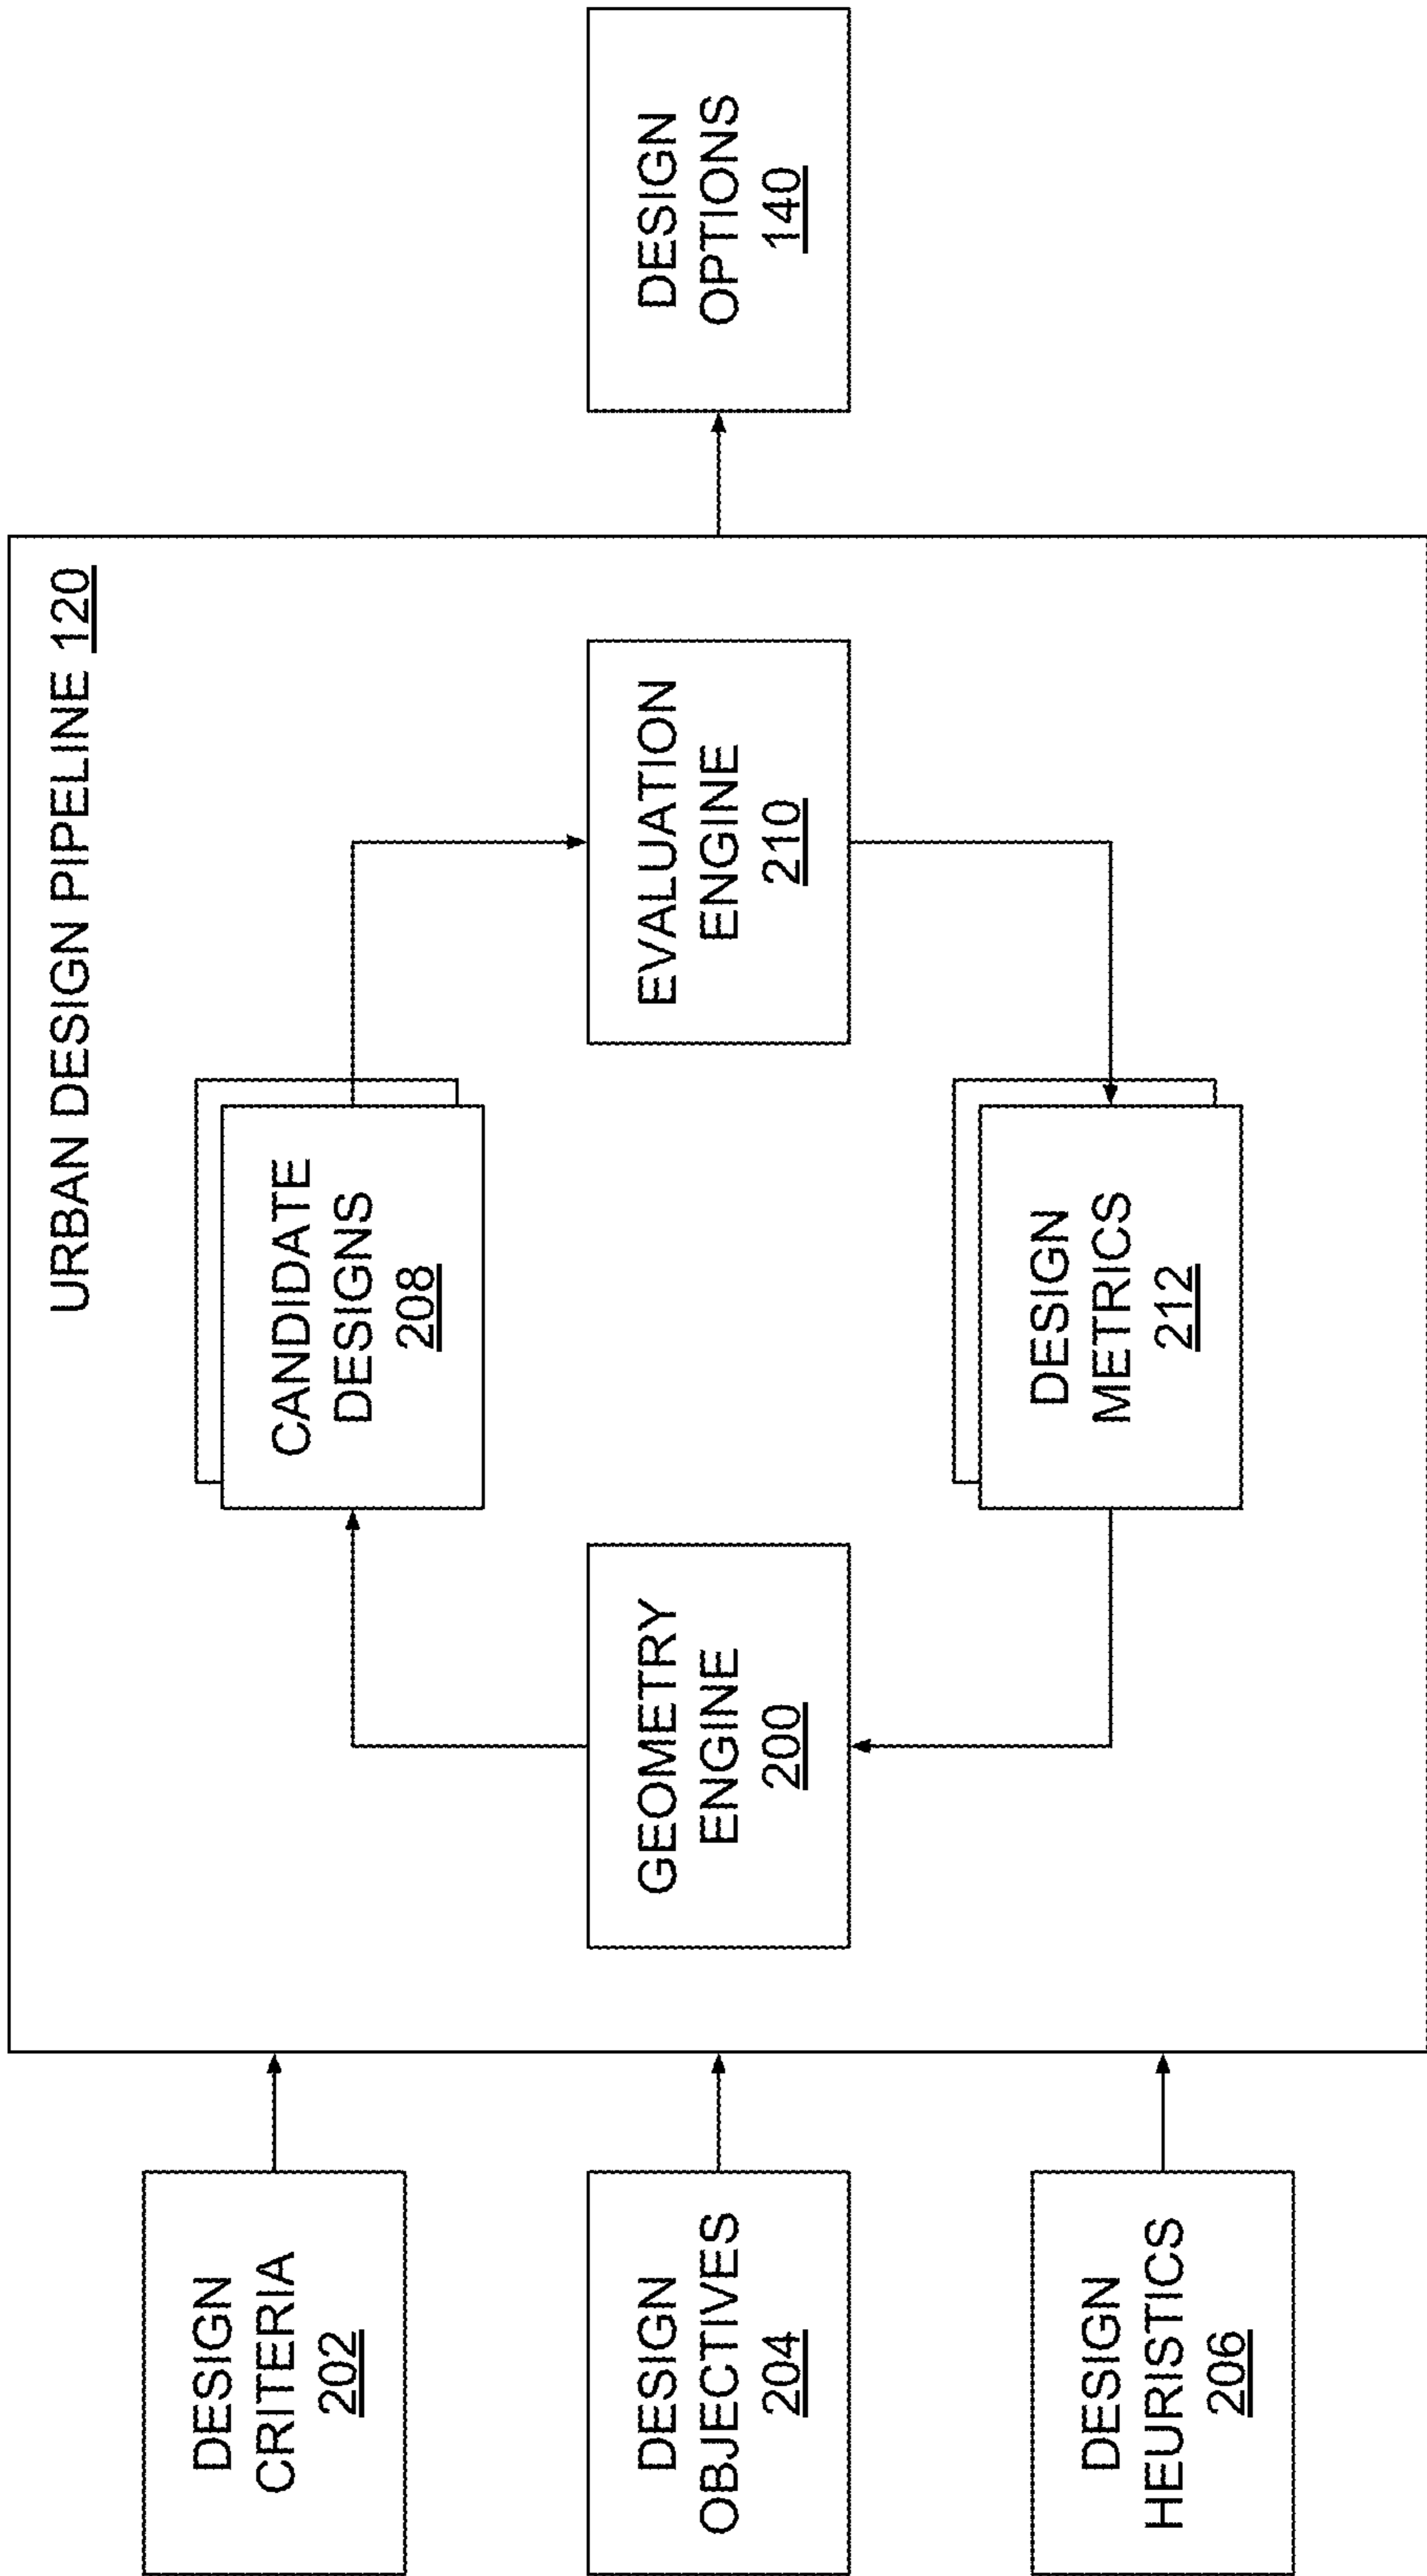 URBAN DESIGN PIPELINE 120
DESIGN
CRITERIA
202
DESIGN
OBJECTIVES
204
DESIGN
HEURISTICS
206
GEOMETRY
ENGINE
200
CANDIDATE
DESIGNS
208
EVALUATION
ENGINE
210
DESIGN
METRICS
212
DESIGN
OPTIONS
140